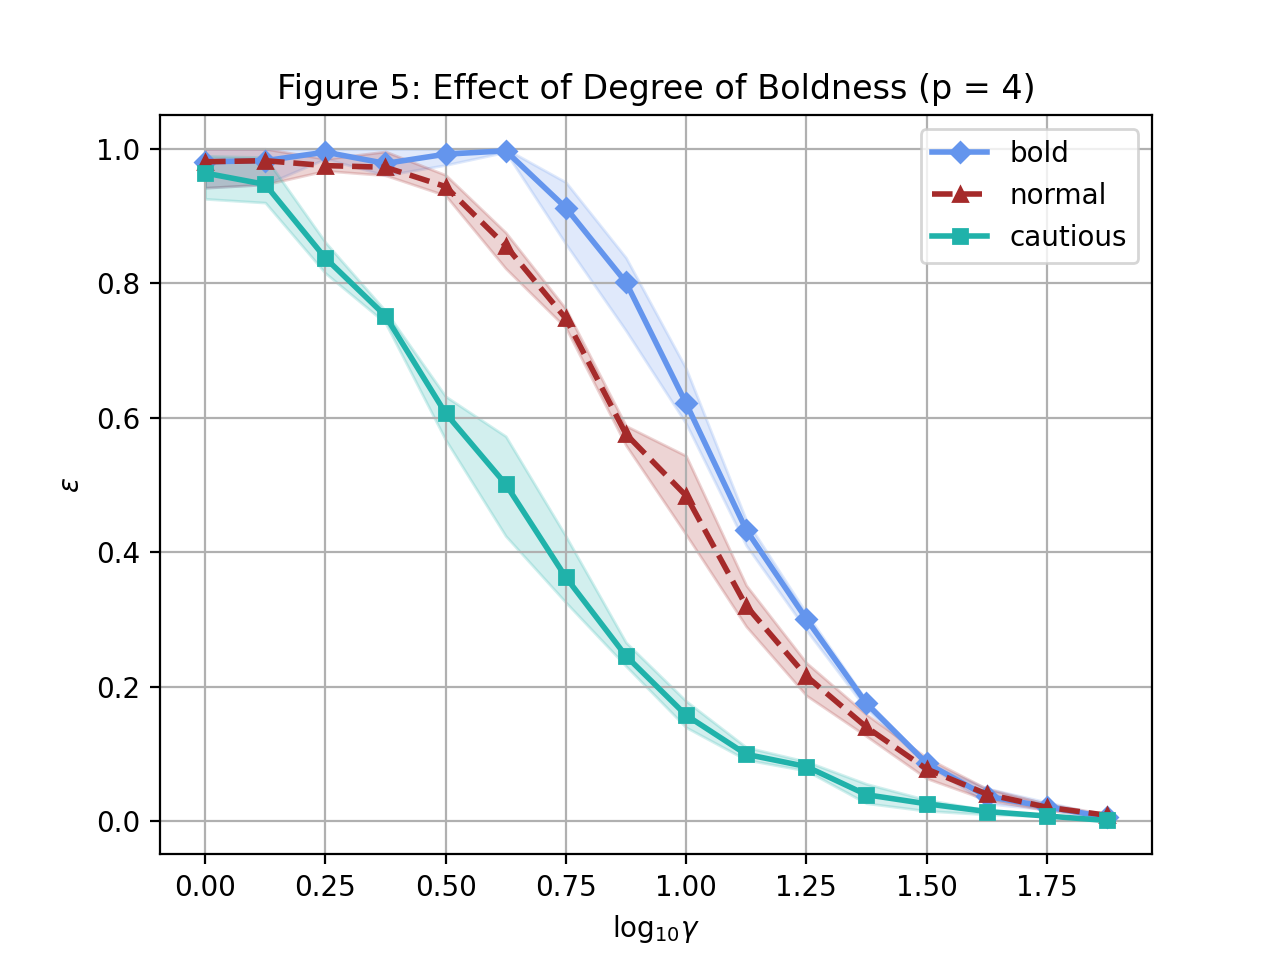 Figure 5: Effect of Degree of Boldness (p = 4)
bold
normal
cautious
1.0
0.8
0.6
0.4
0.2
0.0
ε
0.00 0.25 0.50 0.75 1.00 1.25 1.50 1.75
log₁₀γ